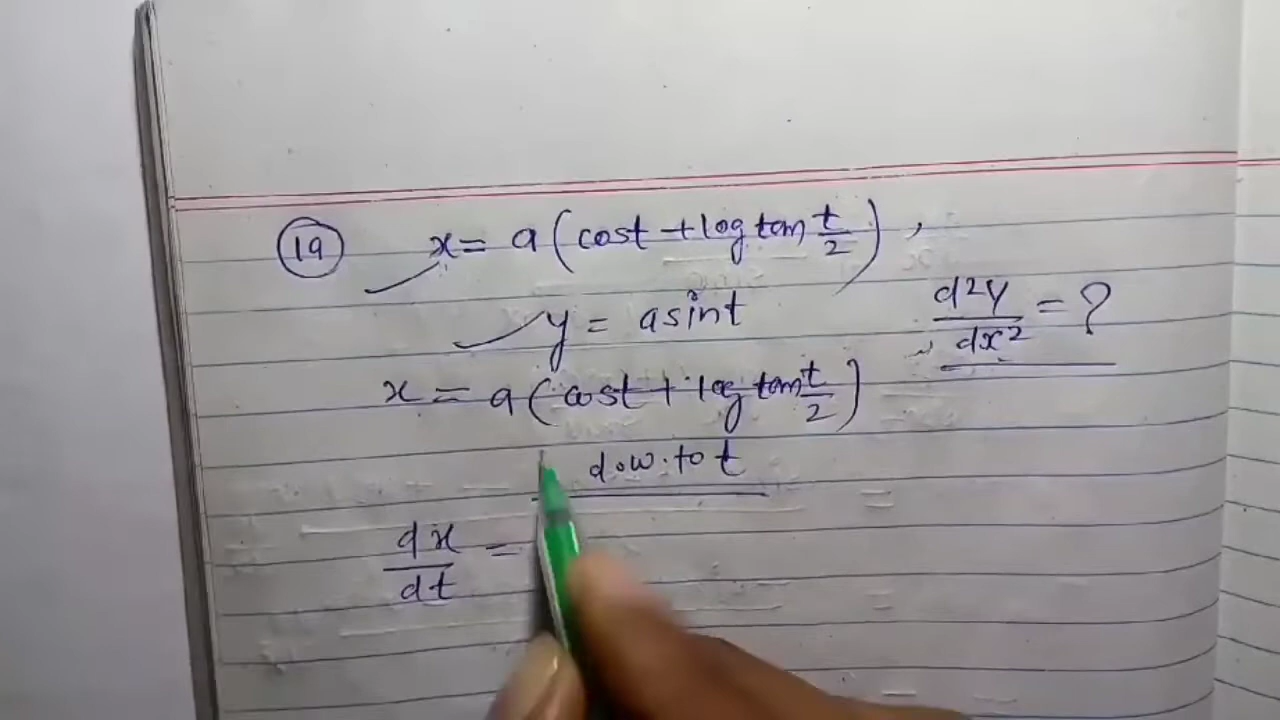 19 x = a (cost + log tan t/2) ,
y = asint d²y/dx² = ?
x = a (cost + log tan t/2)
d.w.to t
dx/dt =